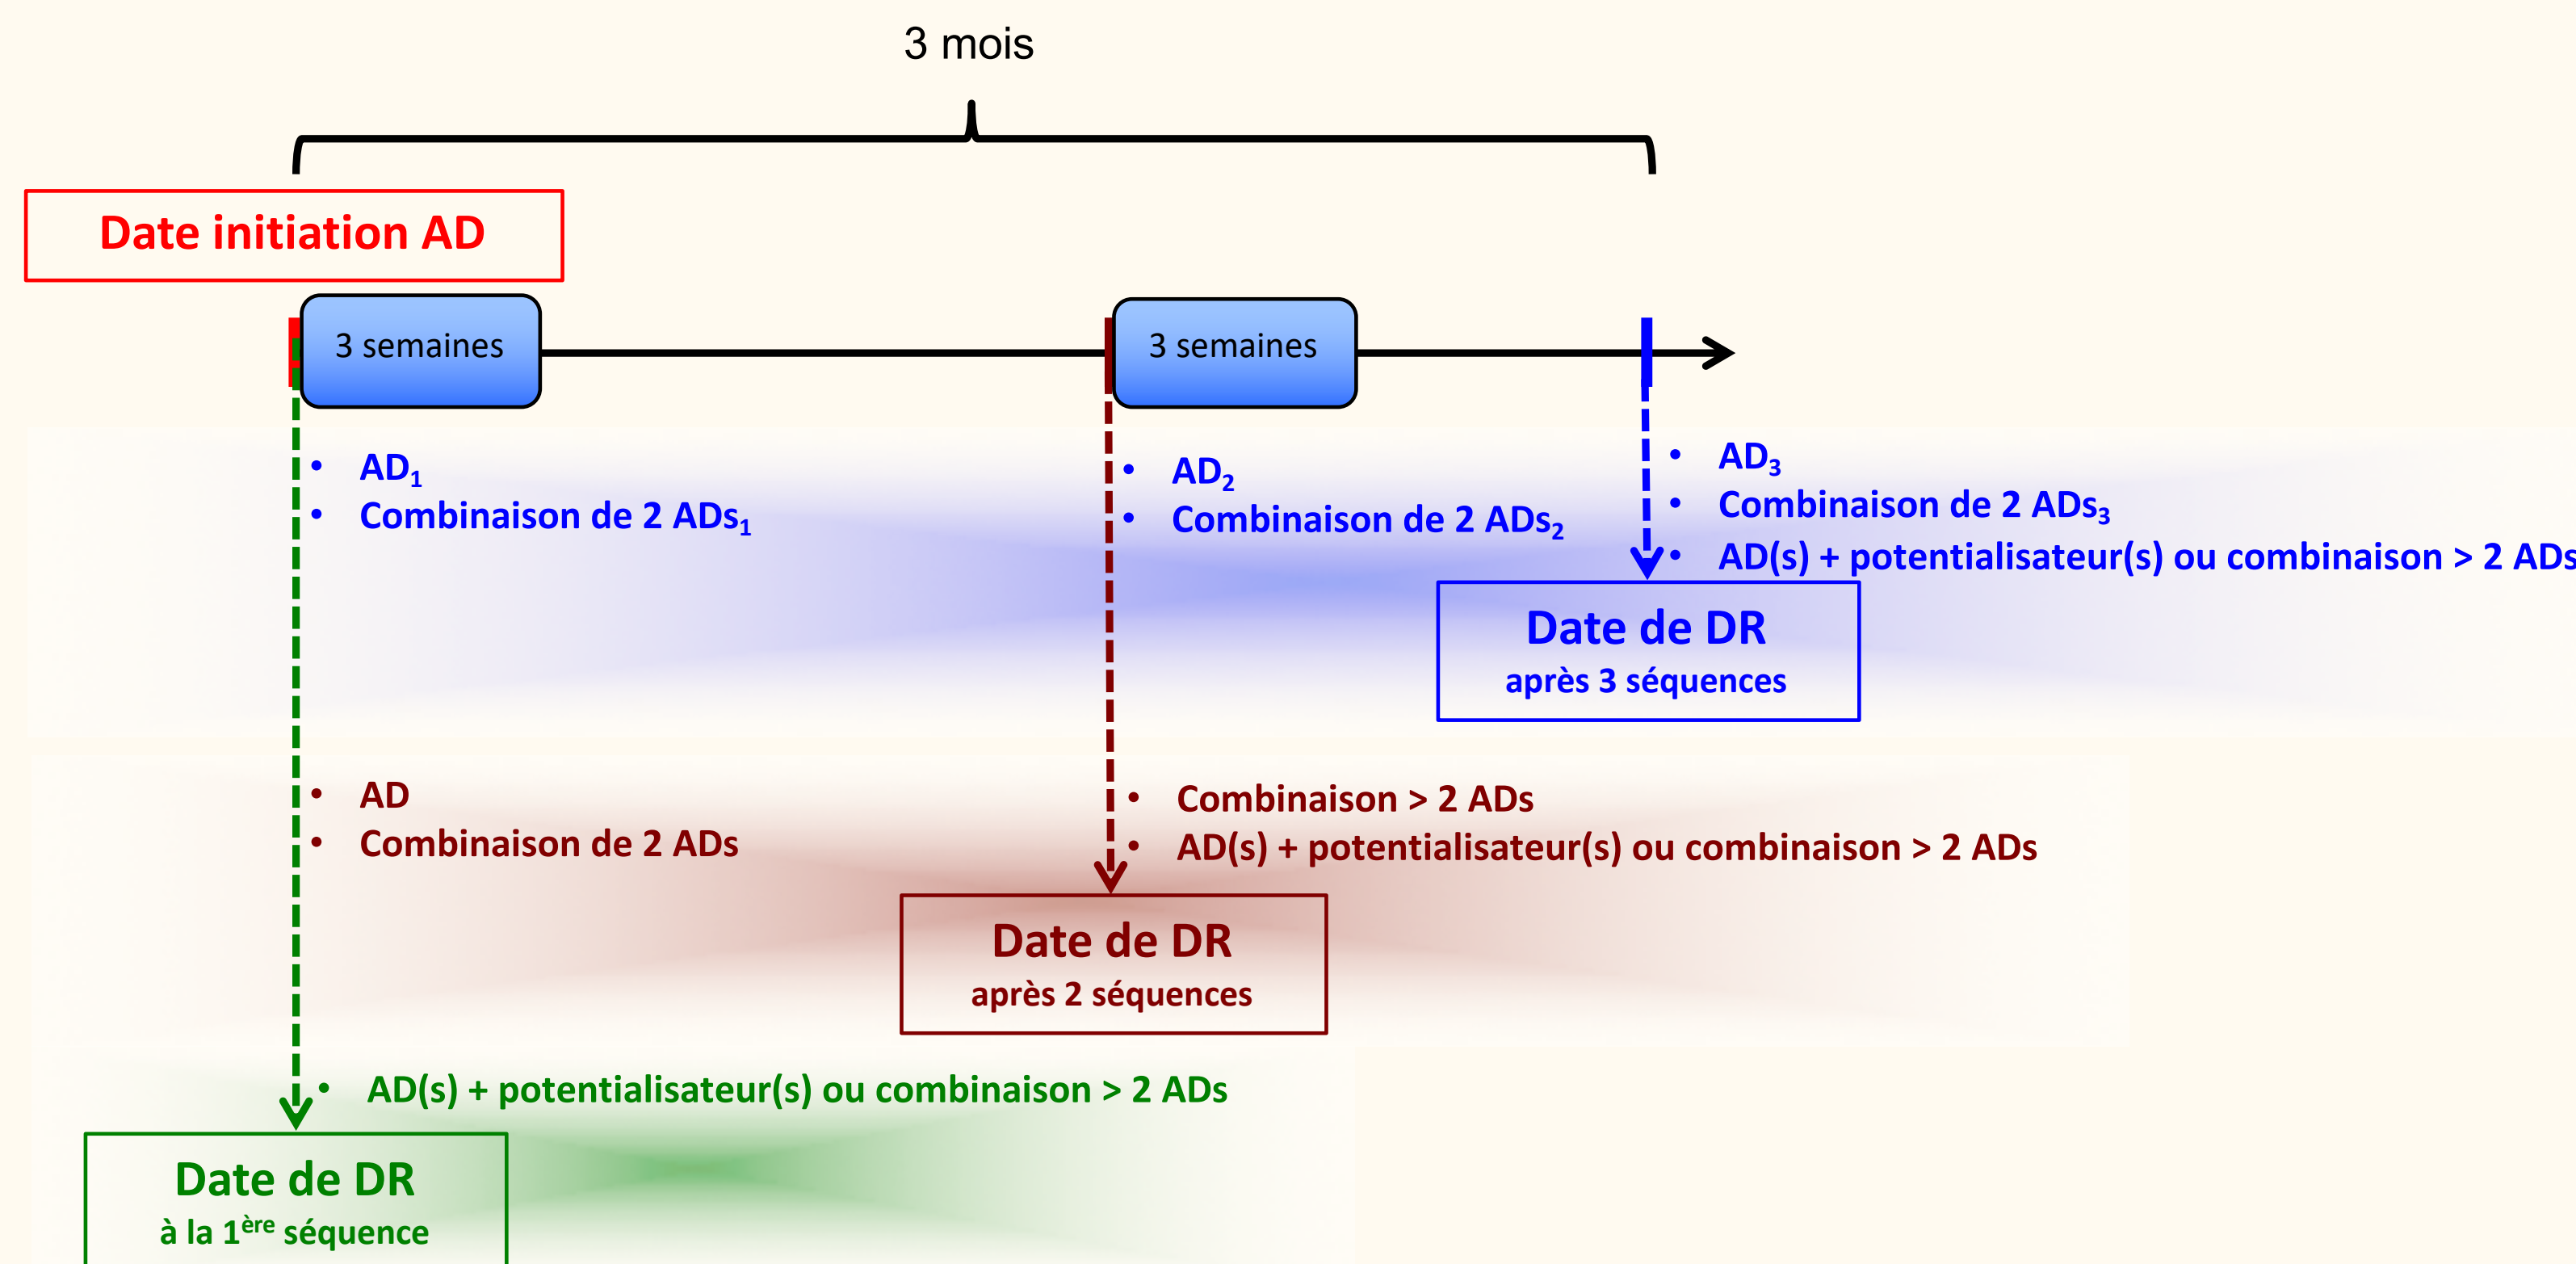 3 mois
Date initiation AD
3 semaines
3 semaines
• AD₁
• Combinaison de 2 ADs₁
• AD₂
• Combinaison de 2 ADs₂
• AD₃
• Combinaison de 2 ADs₃
• AD(s) + potentialisateur(s) ou combinaison > 2 ADs
Date de DR
après 3 séquences
• AD
• Combinaison de 2 ADs
• Combinaison > 2 ADs
• AD(s) + potentialisateur(s) ou combinaison > 2 ADs
Date de DR
après 2 séquences
• AD(s) + potentialisateur(s) ou combinaison > 2 ADs
Date de DR
à la 1ère séquence